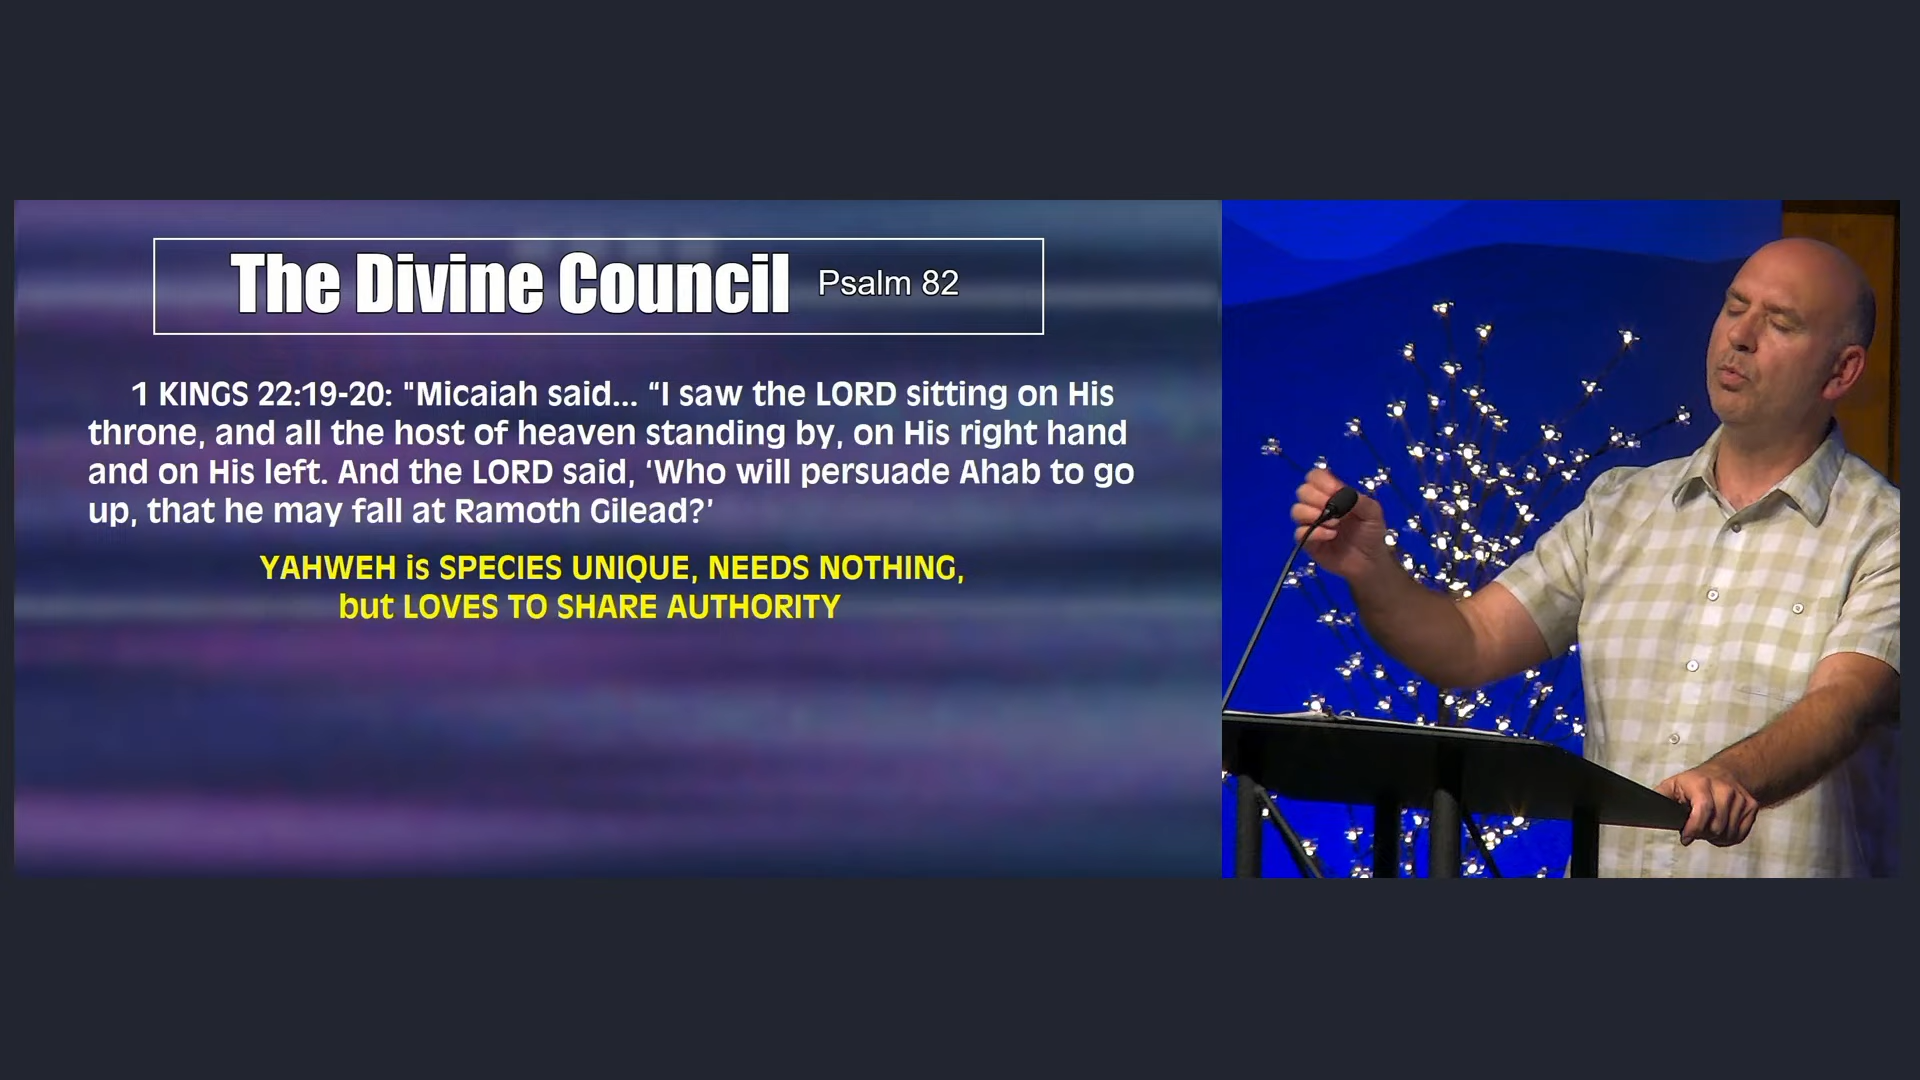 The Divine Council Psalm 82
1 KINGS 22:19-20: "Micaiah said... “I saw the LORD sitting on His
throne, and all the host of heaven standing by, on His right hand
and on His left. And the LORD said, ‘Who will persuade Ahab to go
up, that he may fall at Ramoth Gilead?’
YAHWEH is SPECIES UNIQUE, NEEDS NOTHING,
but LOVES TO SHARE AUTHORITY